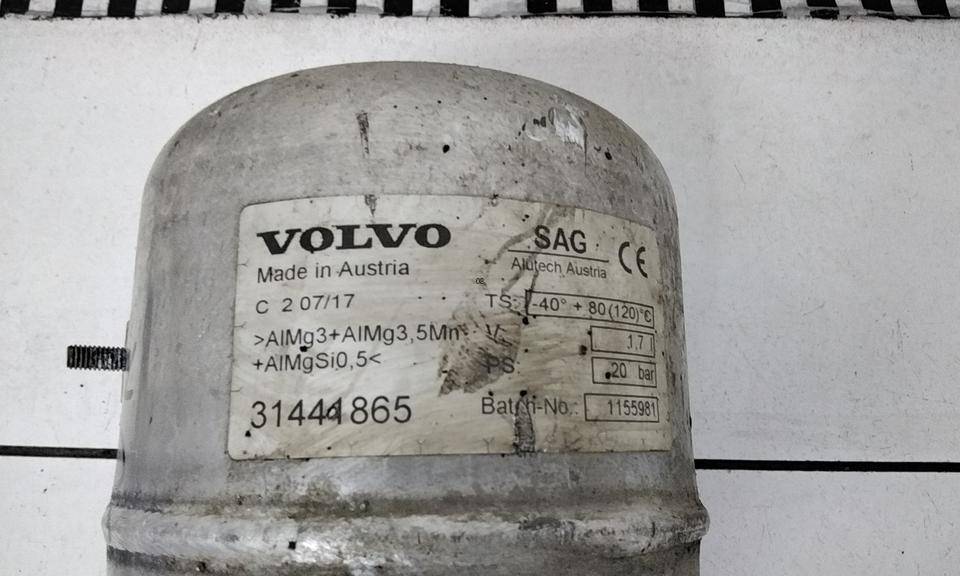 VOLVO
Made in Austria
C 2 07/17
>AlMg3+AlMg3,5Mn
+AlMgSi0,5<
31441865
SAG CE
Alutech Austria
TS: -40° + 80(120)°C
V: 1,7 l
PS: 20 bar
Batch-No.: 1155981